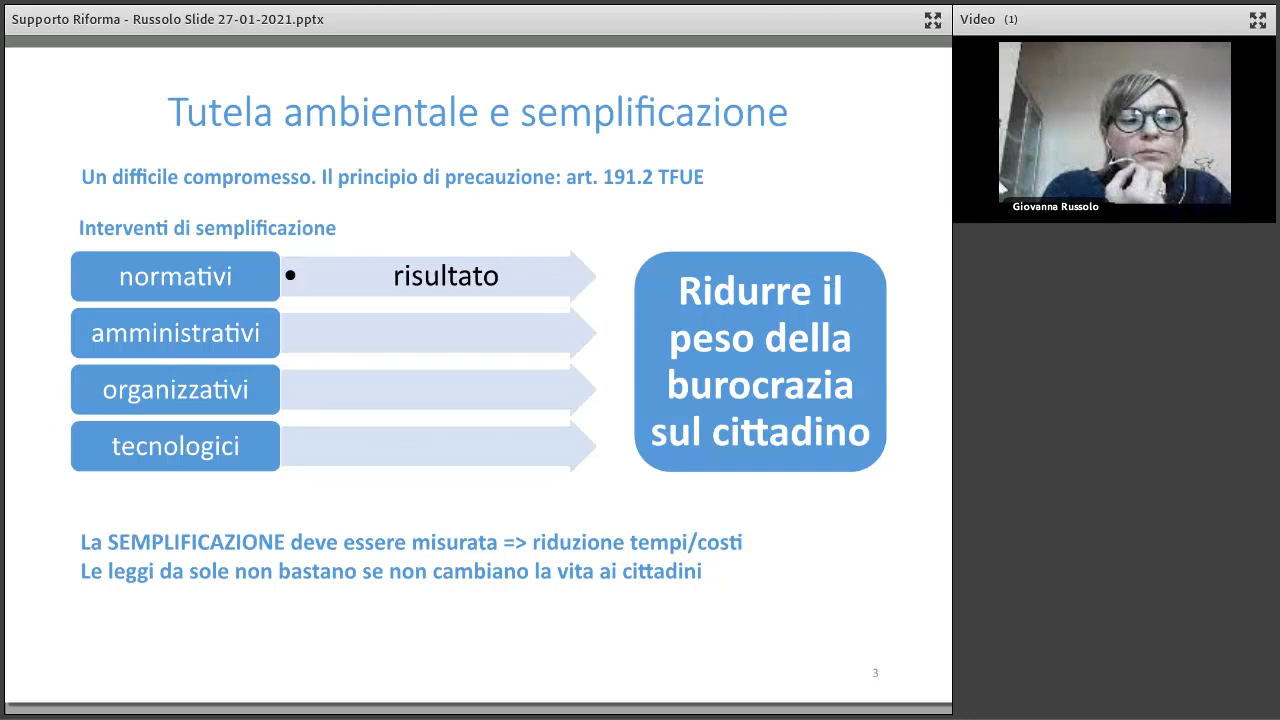 Supporto Riforma - Russolo Slide 27-01-2021.pptx
Video (1)
Tutela ambientale e semplificazione
Un difficile compromesso. Il principio di precauzione: art. 191.2 TFUE
Interventi di semplificazione
normativi
• risultato
amministrativi
organizzativi
tecnologici
Ridurre il
peso della
burocrazia
sul cittadino
La SEMPLIFICAZIONE deve essere misurata => riduzione tempi/costi
Le leggi da sole non bastano se non cambiano la vita ai cittadini
3
Giovanna Russolo